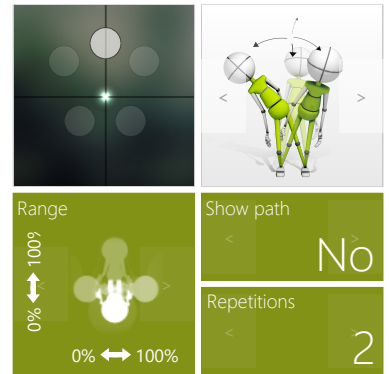 Range
0% ↔ 100%
0% ↔ 100%
Show path
No
Repetitions
2